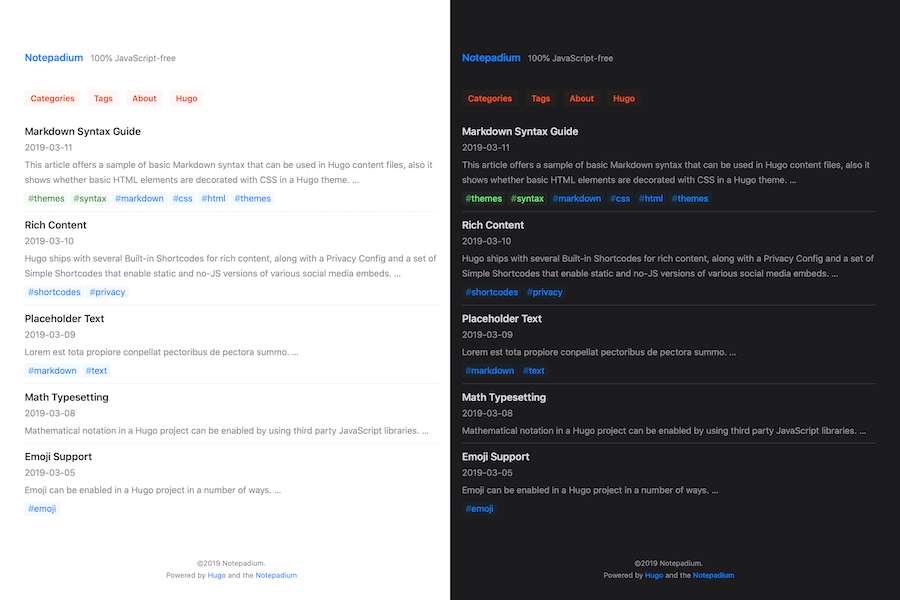 Notepadium 100% JavaScript-free
Categories Tags About Hugo
Markdown Syntax Guide
2019-03-11
This article offers a sample of basic Markdown syntax that can be used in Hugo content files, also it
shows whether basic HTML elements are decorated with CSS in a Hugo theme. ...
#themes #syntax #markdown #css #html #themes
Rich Content
2019-03-10
Hugo ships with several Built-in Shortcodes for rich content, along with a Privacy Config and a set of
Simple Shortcodes that enable static and no-JS versions of various social media embeds. ...
#shortcodes #privacy
Placeholder Text
2019-03-09
Lorem est tota propiore conpellat pectoribus de pectora summo. ...
#markdown #text
Math Typesetting
2019-03-08
Mathematical notation in a Hugo project can be enabled by using third party JavaScript libraries. ...
Emoji Support
2019-03-05
Emoji can be enabled in a Hugo project in a number of ways. ...
#emoji
©2019 Notepadium.
Powered by Hugo and the Notepadium
Notepadium 100% JavaScript-free
Categories Tags About Hugo
Markdown Syntax Guide
2019-03-11
This article offers a sample of basic Markdown syntax that can be used in Hugo content files, also it
shows whether basic HTML elements are decorated with CSS in a Hugo theme. ...
#themes #syntax #markdown #css #html #themes
Rich Content
2019-03-10
Hugo ships with several Built-in Shortcodes for rich content, along with a Privacy Config and a set of
Simple Shortcodes that enable static and no-JS versions of various social media embeds. ...
#shortcodes #privacy
Placeholder Text
2019-03-09
Lorem est tota propiore conpellat pectoribus de pectora summo. ...
#markdown #text
Math Typesetting
2019-03-08
Mathematical notation in a Hugo project can be enabled by using third party JavaScript libraries. ...
Emoji Support
2019-03-05
Emoji can be enabled in a Hugo project in a number of ways. ...
#emoji
©2019 Notepadium.
Powered by Hugo and the Notepadium